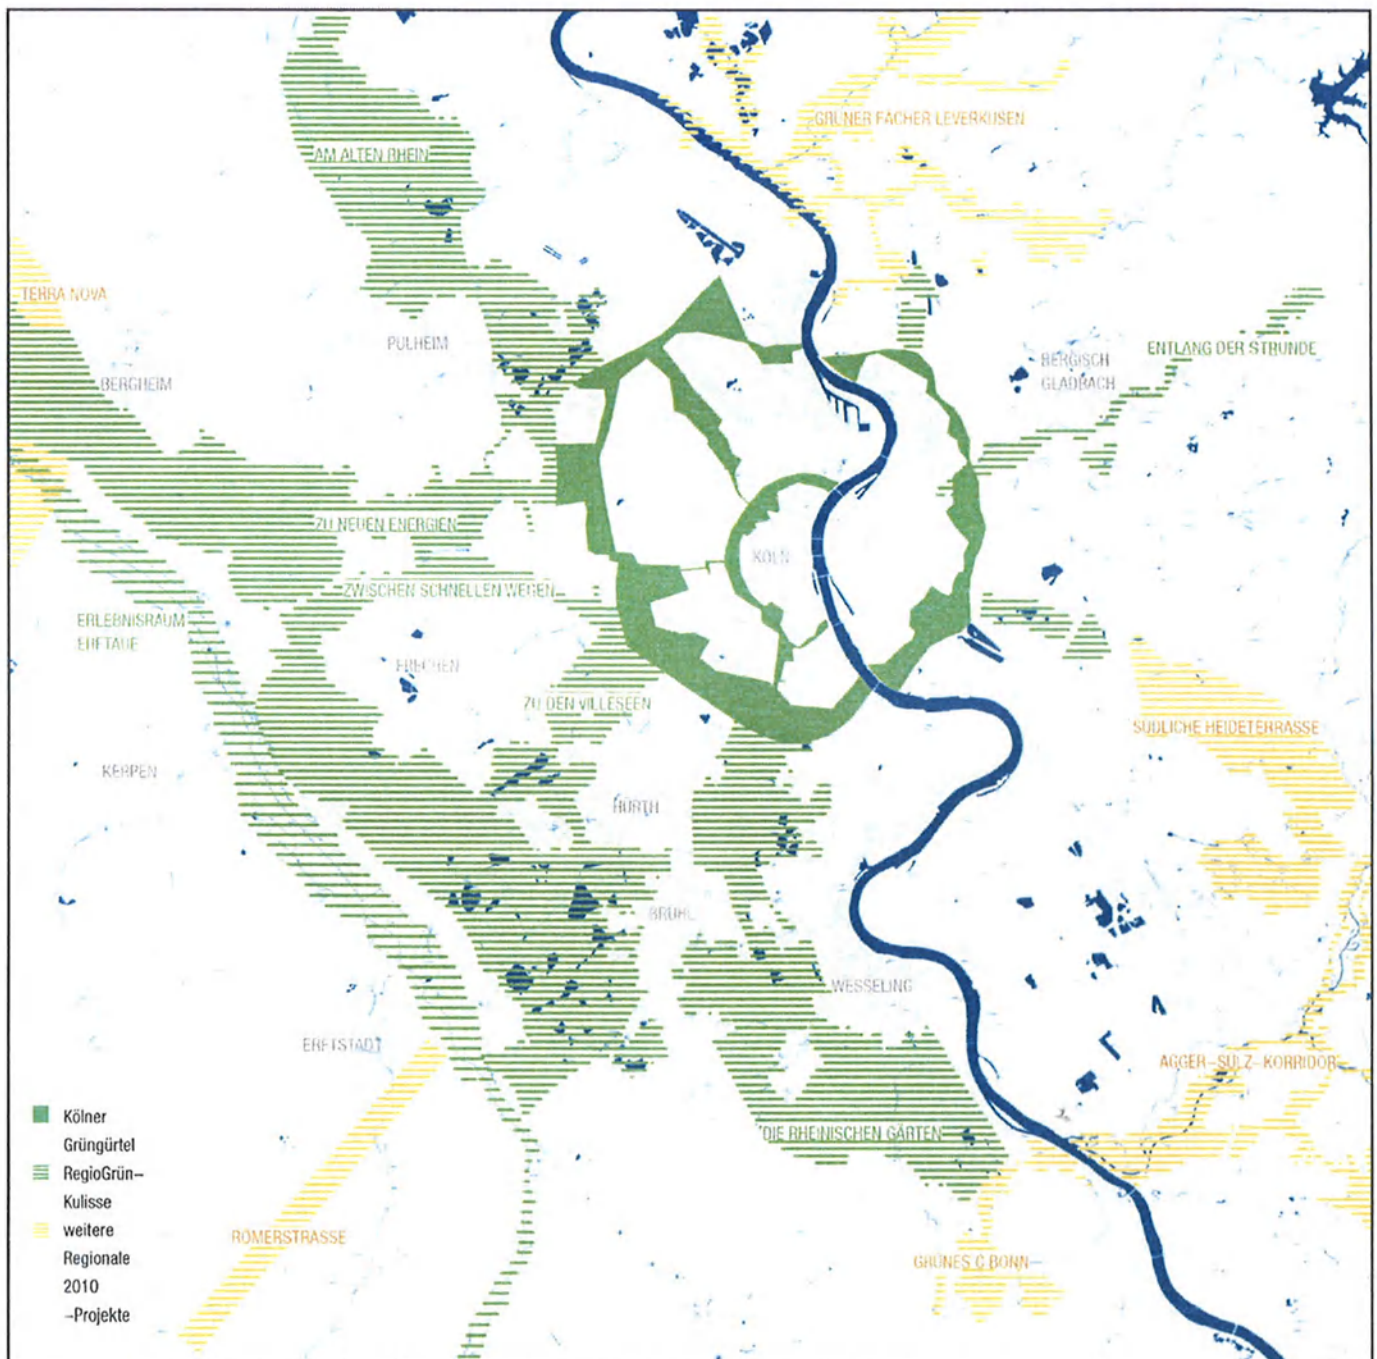 GRÜNER FÄCHER LEVERKUSEN
AM ALTEN RHEIN
TERRA NOVA
PULHEIM
BERGHEIM
ENTLANG DER STRUNDE
BERGISCH
GLADBACH
ZU NEUEN ENERGIEN
KÖLN
ZWISCHEN SCHNELLEN WEGEN
ERLEBNISRAUM
ERFTAUE
FRECHEN
ZU DEN VILLESEEN
SÜDLICHE HEIDETERRASSE
KERPEN
HÜRTH
BRÜHL
WESSELING
ERFTSTADT
AGGER-SÜLZ-KORRIDOR
DIE RHEINISCHEN GÄRTEN
RÖMERSTRASSE
GRÜNES C BONN
Kölner
Grüngürtel
RegioGrün-
Kulisse
weitere
Regionale
2010
-Projekte